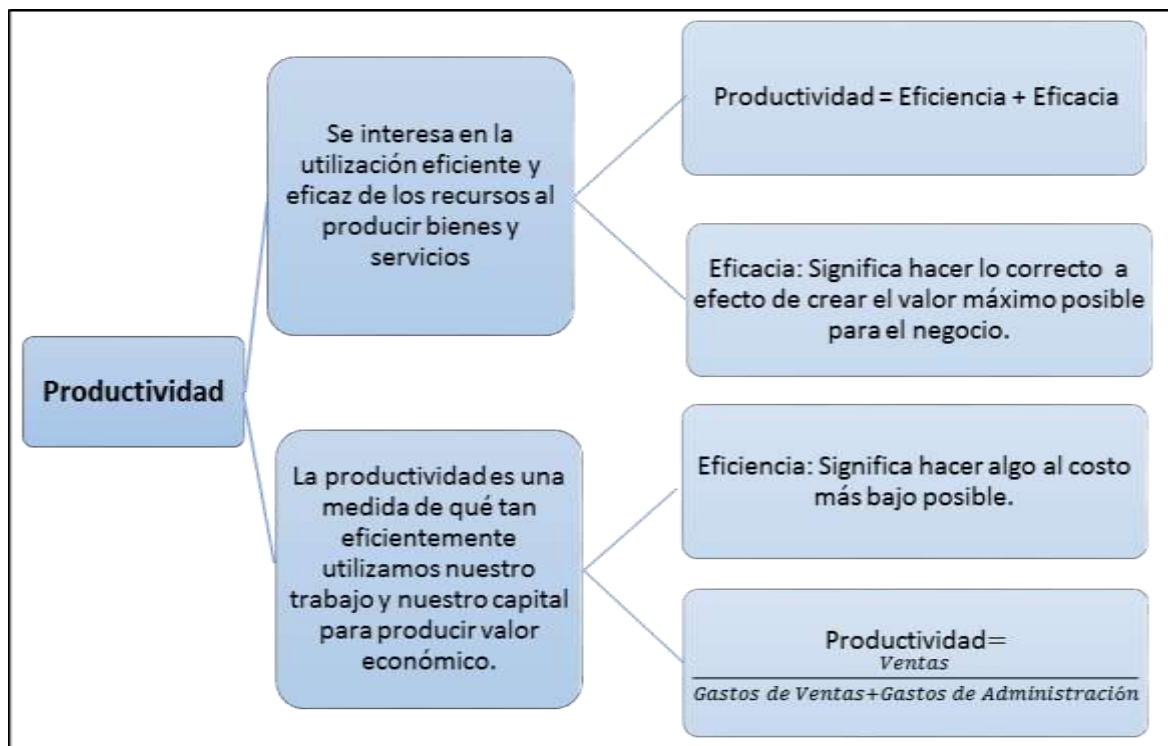 Productividad
Se interesa en la
utilización eficiente y
eficaz de los recursos al
producir bienes y
servicios
Productividad = Eficiencia + Eficacia
Eficacia: Significa hacer lo correcto a
efecto de crear el valor máximo posible
para el negocio.
La productividad es una
medida de qué tan
eficientemente
utilizamos nuestro
trabajo y nuestro capital
para producir valor
económico.
Eficiencia: Significa hacer algo al costo
más bajo posible.
Productividad=
Ventas
Gastos de Ventas+Gastos de Administración